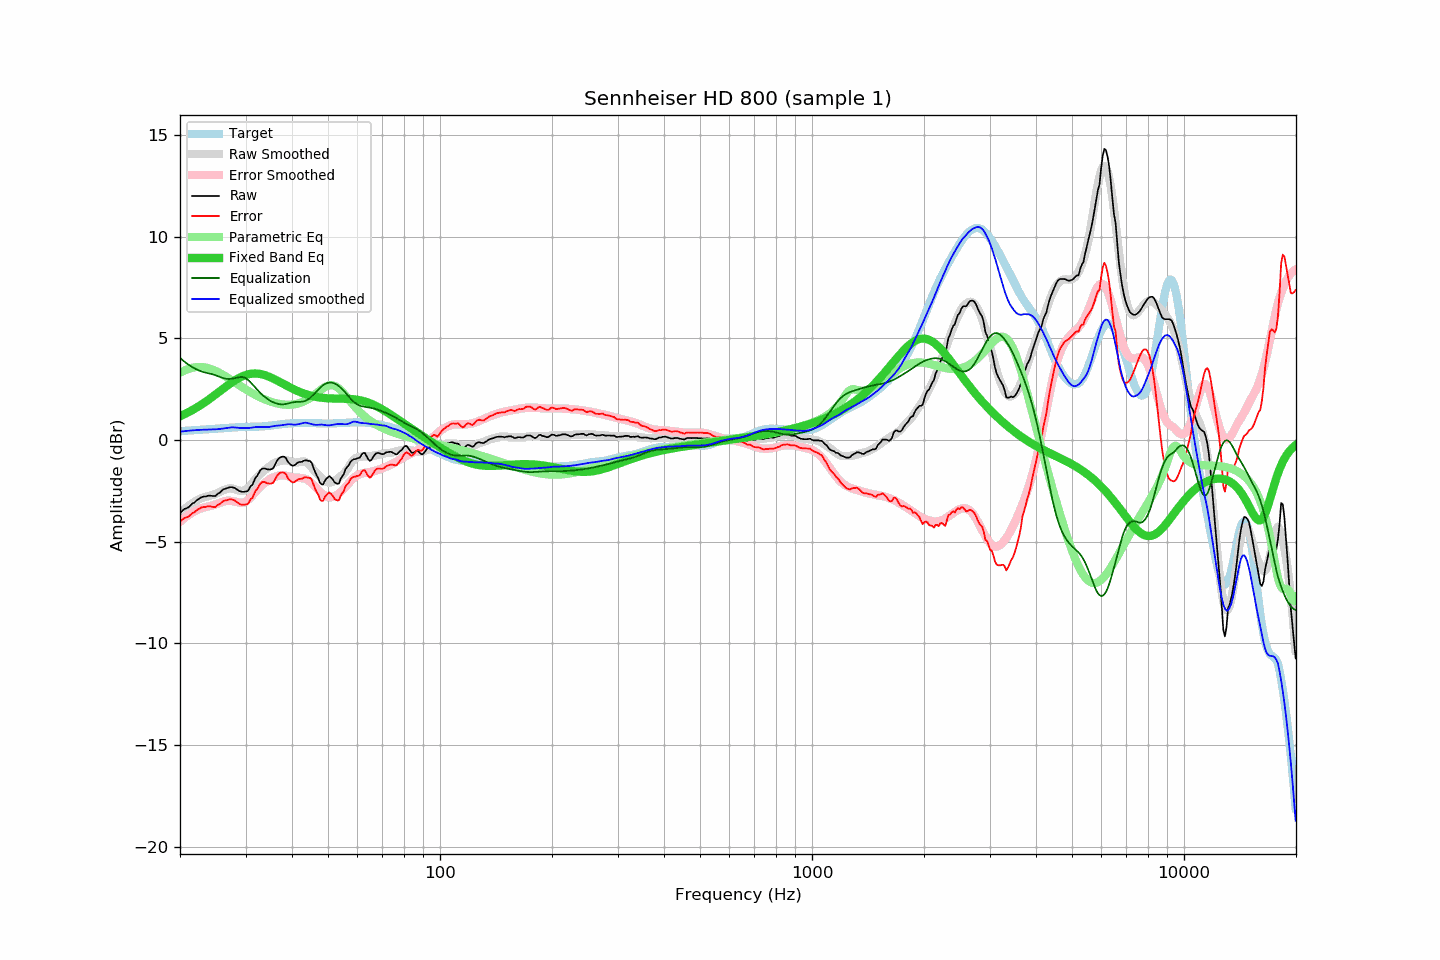 Sennheiser HD 800 (sample 1)
Target
Raw Smoothed
Error Smoothed
Raw
Error
Parametric Eq
Fixed Band Eq
Equalization
Equalized smoothed
15
10
5
0
−5
−10
−15
−20
Amplitude (dBr)
100
1000
10000
Frequency (Hz)